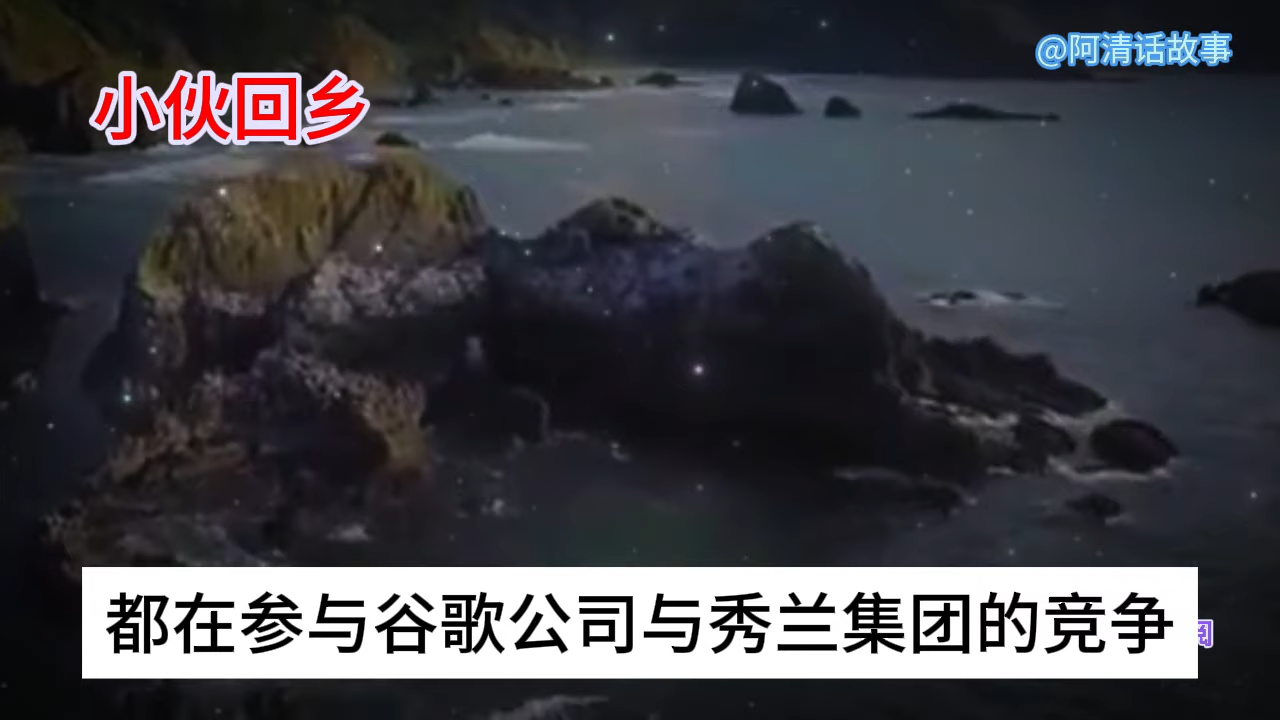 @阿清话故事
小伙回乡
都在参与谷歌公司与秀兰集团的竞争